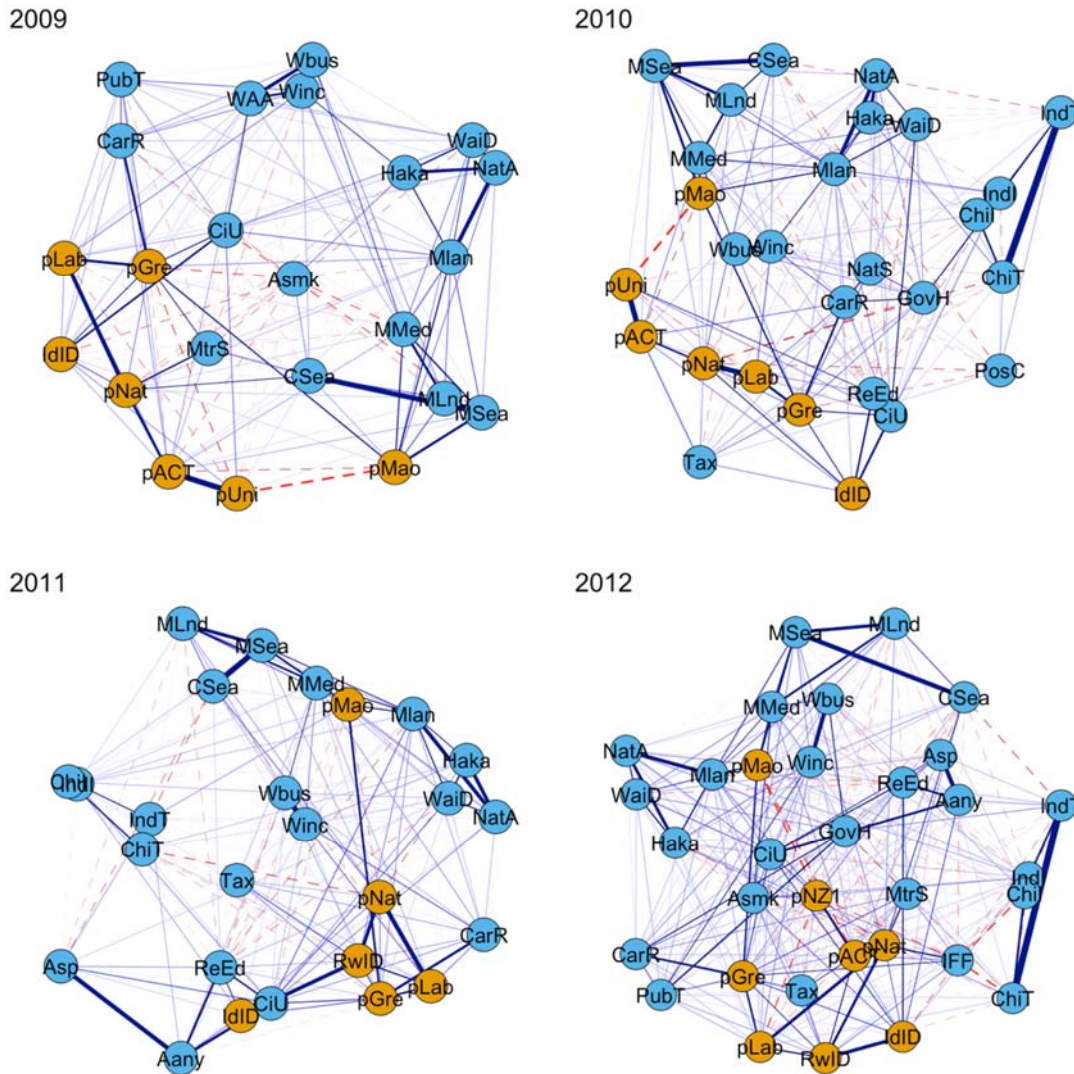 2009
Wbus
PubT
WAA
Winc
CarR
WaiD
Haka
NatA
CiU
pLab
pGre
Mlan
Asmk
MMed
IdID
MtrS
CSea
pNat
MLnd
MSea
pACT
pMao
pUni
2010
CSea
MSea
NatA
MLnd
Haka
WaiD
IndT
MMed
Mlan
pMao
IndI
ChiI
Wbus
Winc
NatS
ChiT
pUni
CarR
GovH
pACT
pNat
pLab
PosC
pGre
ReEd
CiU
Tax
IdID
2011
MLnd
MSea
CSea
MMed
pMao
Mlan
Haka
WaiD
NatA
Wbus
Winc
IndT
ChiT
Tax
pNat
CarR
Asp
ReEd
RwID
pLab
pGre
CiU
IdID
Aany
2012
MLnd
MSea
CSea
MMed
Wbus
NatA
pMao
Winc
Asp
Mlan
ReEd
WaiD
Aany
IndT
GovH
Haka
CiU
Ind
ChiI
Asmk
pNZ1
MtrS
pNat
CarR
pACT
IFF
pGre
PubT
Tax
ChiT
IdID
pLab
RwID